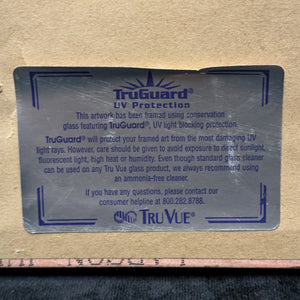 TruGuard®
UV Protection
This artwork has been framed using conservation
glass featuring TruGuard®, UV light blocking protection.
TruGuard® will protect your framed art from the most damaging UV
light rays. However, care should be given to avoid exposure to direct sunlight,
fluorescent light, high heat or humidity. Even though standard glass cleaner
can be used on any Tru Vue glass product, we always recommend using
an ammonia-free cleaner.
If you have any questions, please contact our
consumer helpline at 800.282.8788.
TRU VUE®